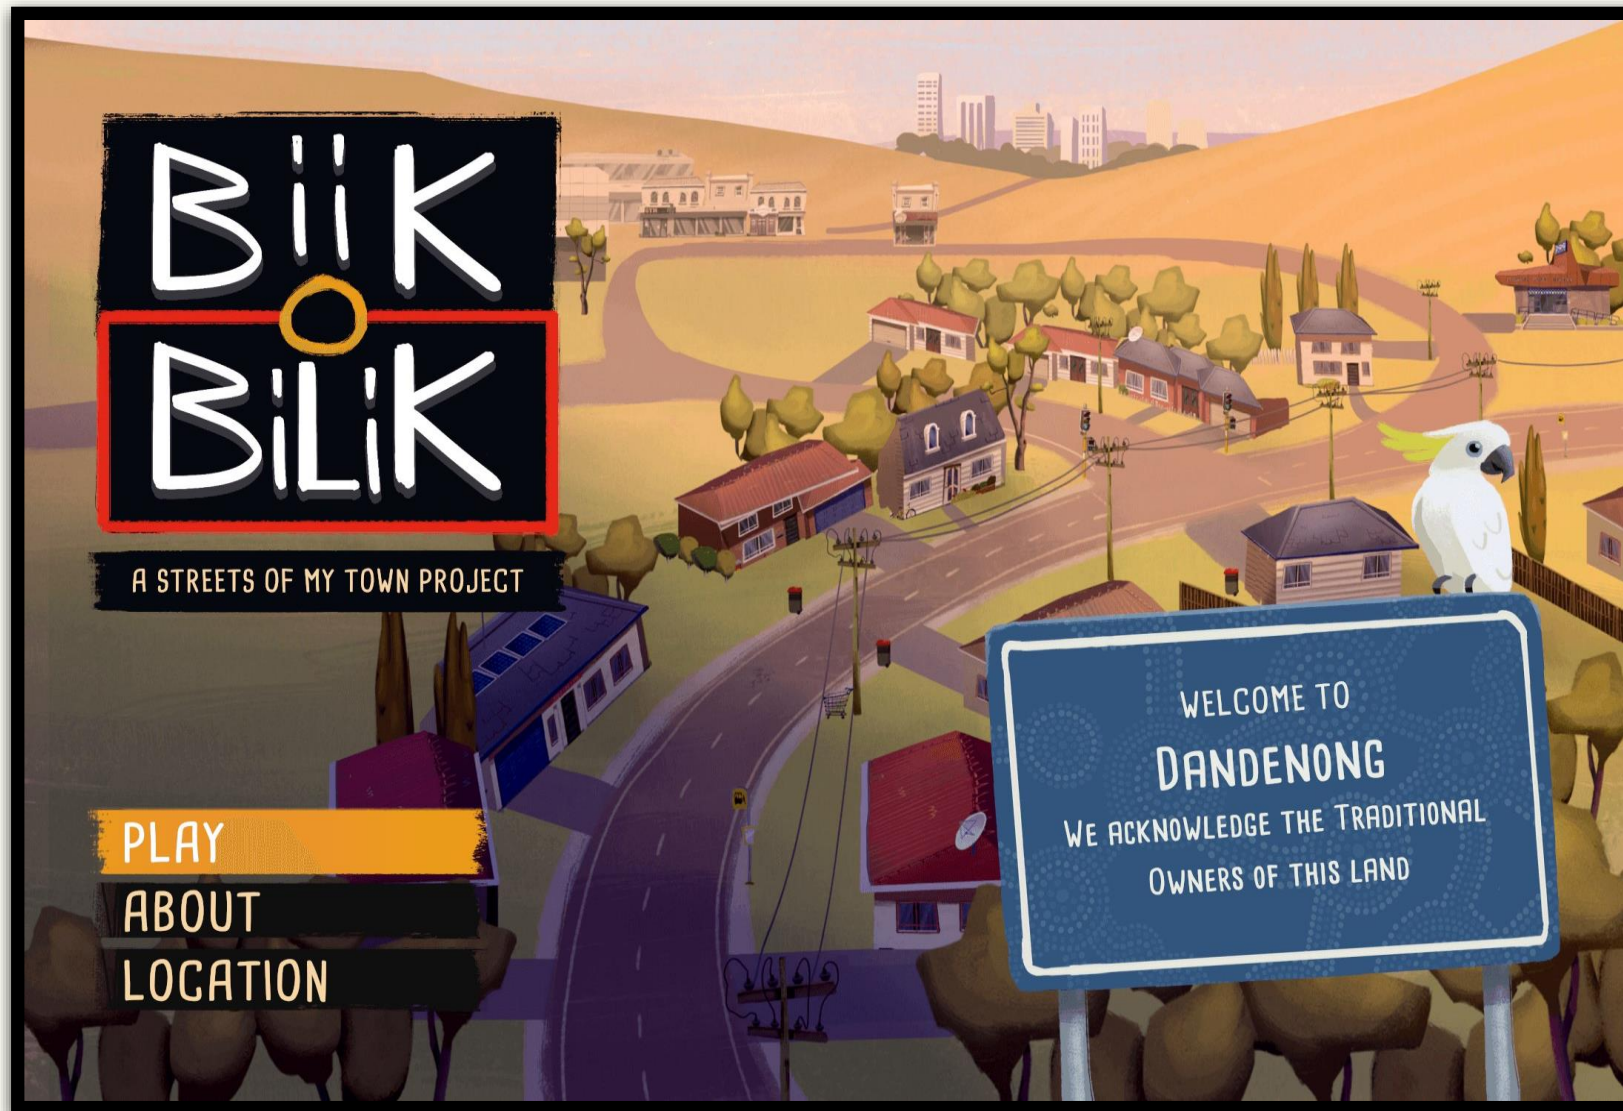 BiiK
BiLiK
A STREETS OF MY TOWN PROJECT
PLAY
ABOUT
LOCATION
WELCOME TO
DANDENONG
WE ACKNOWLEDGE THE TRADITIONAL
OWNERS OF THIS LAND